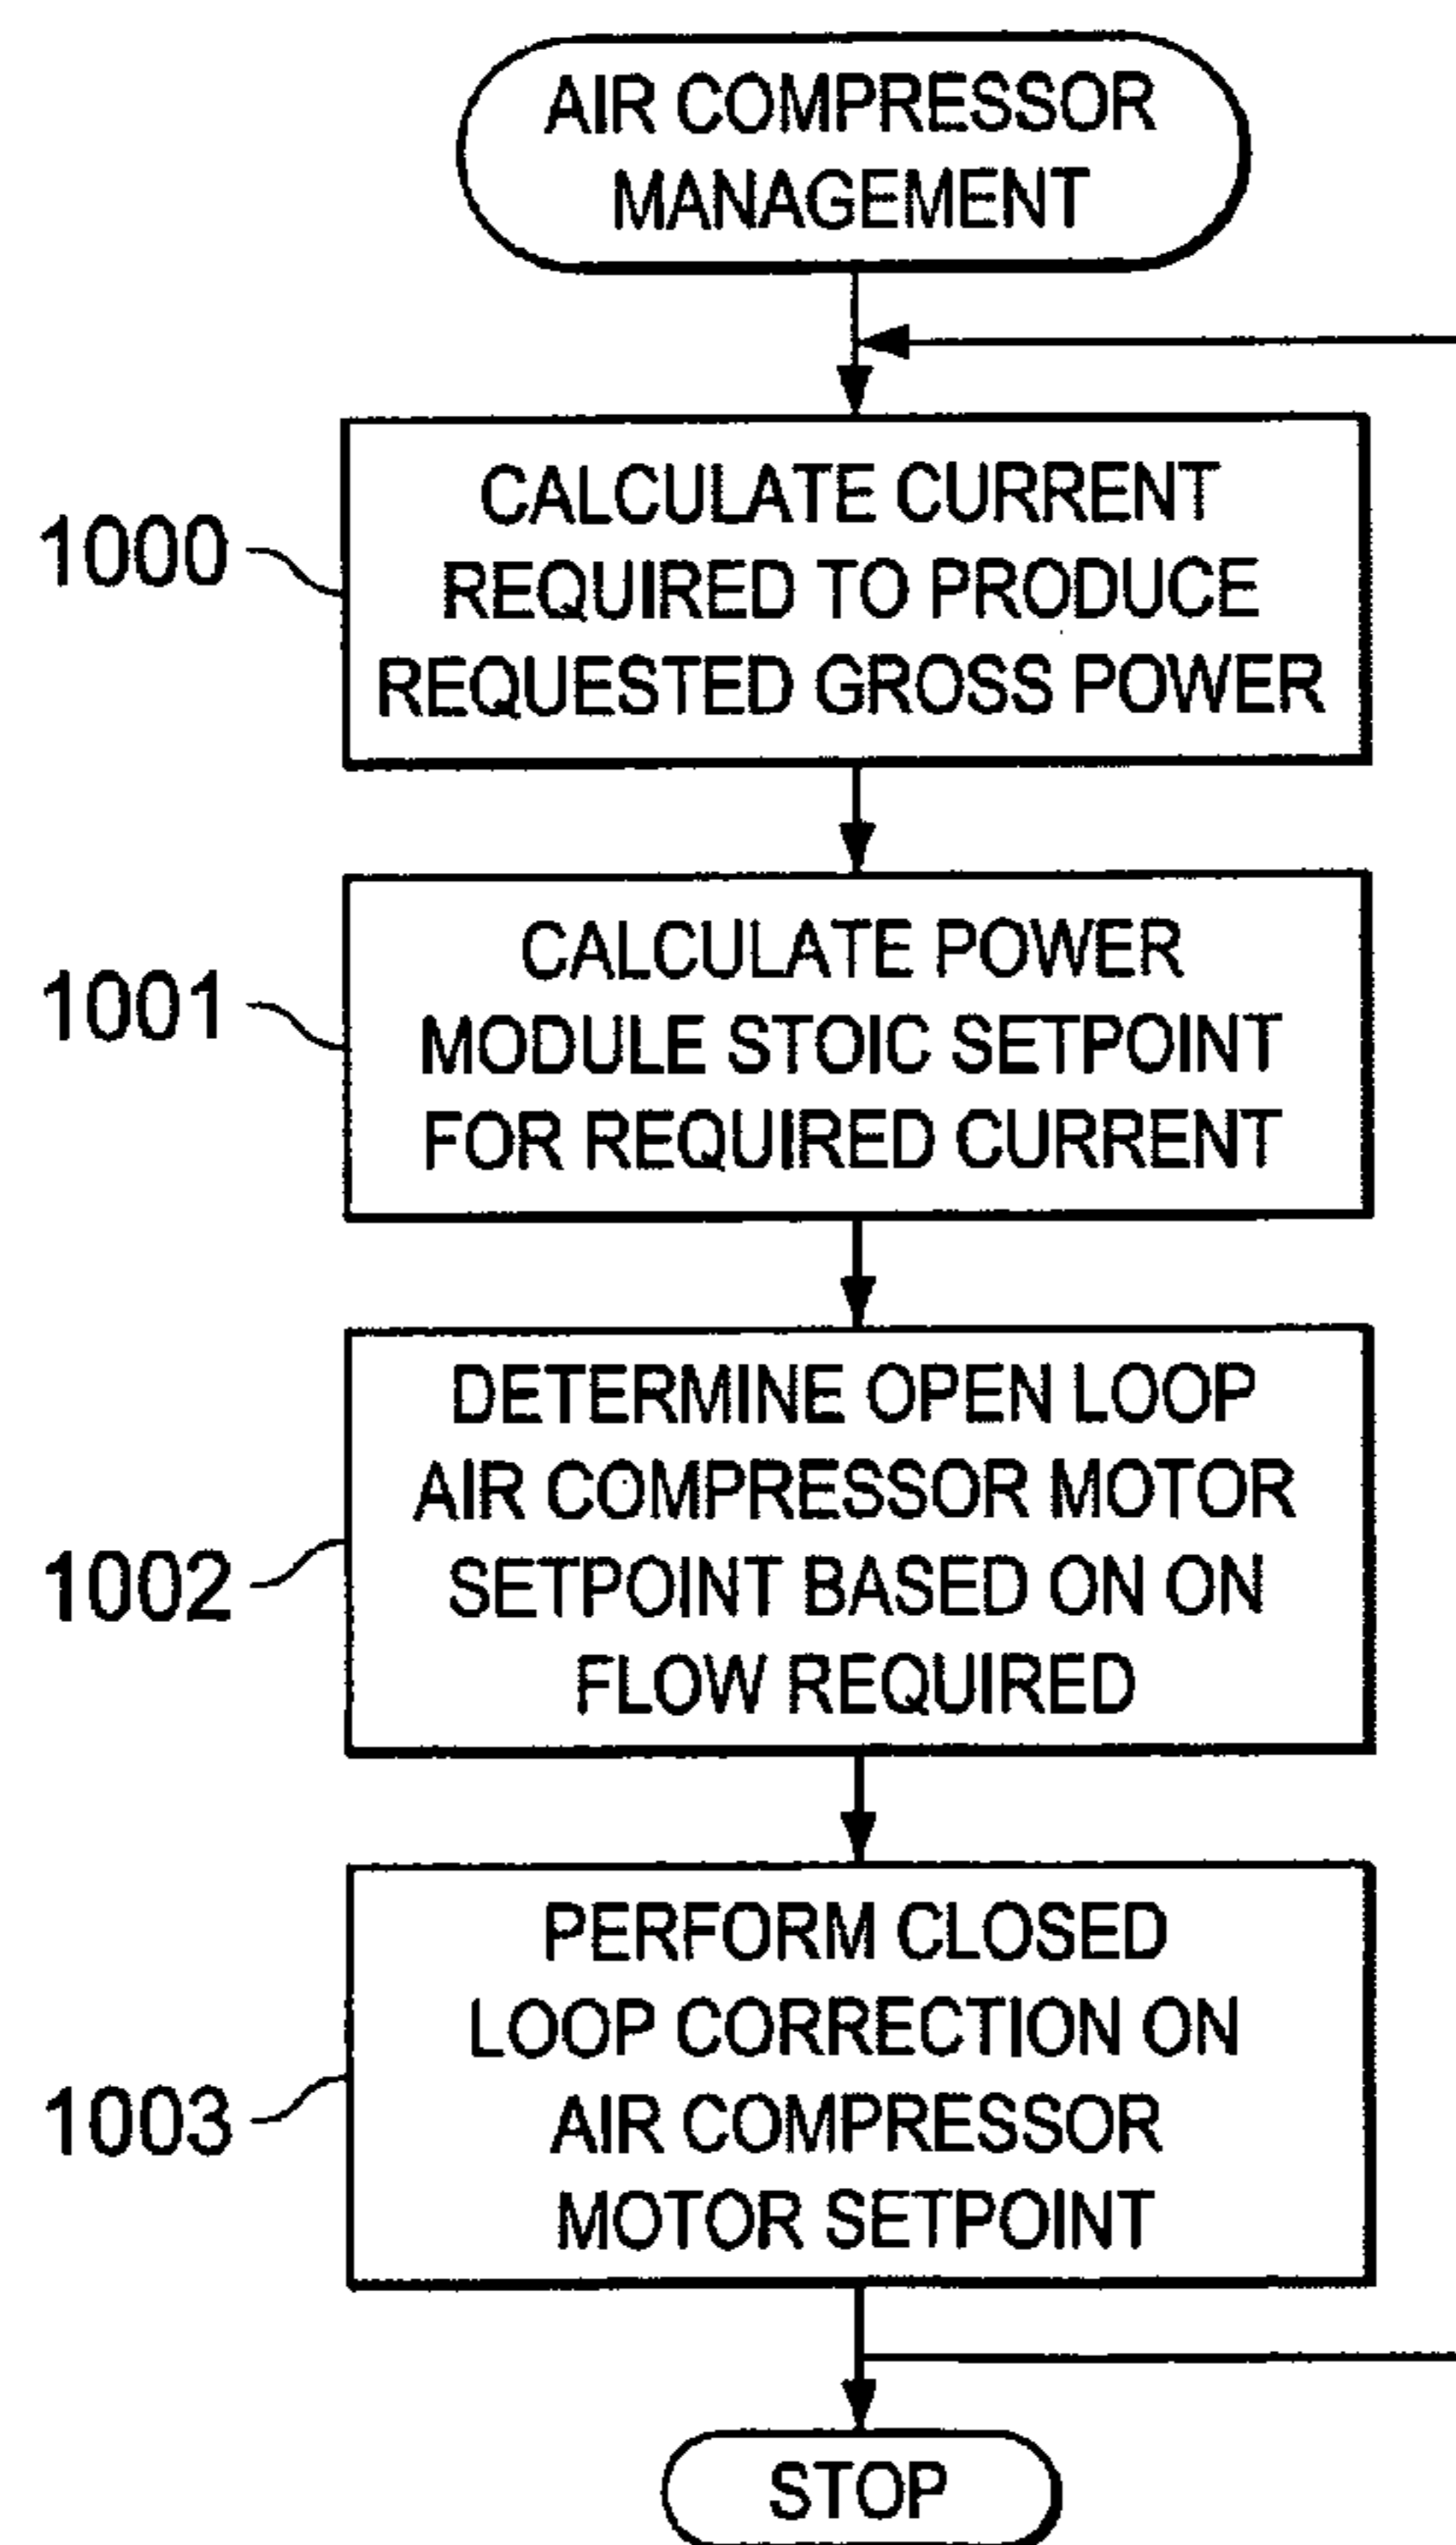 AIR COMPRESSOR
MANAGEMENT
1000
CALCULATE CURRENT
REQUIRED TO PRODUCE
REQUESTED GROSS POWER
1001
CALCULATE POWER
MODULE STOIC SETPOINT
FOR REQUIRED CURRENT
1002
DETERMINE OPEN LOOP
AIR COMPRESSOR MOTOR
SETPOINT BASED ON ON
FLOW REQUIRED
1003
PERFORM CLOSED
LOOP CORRECTION ON
AIR COMPRESSOR
MOTOR SETPOINT
STOP